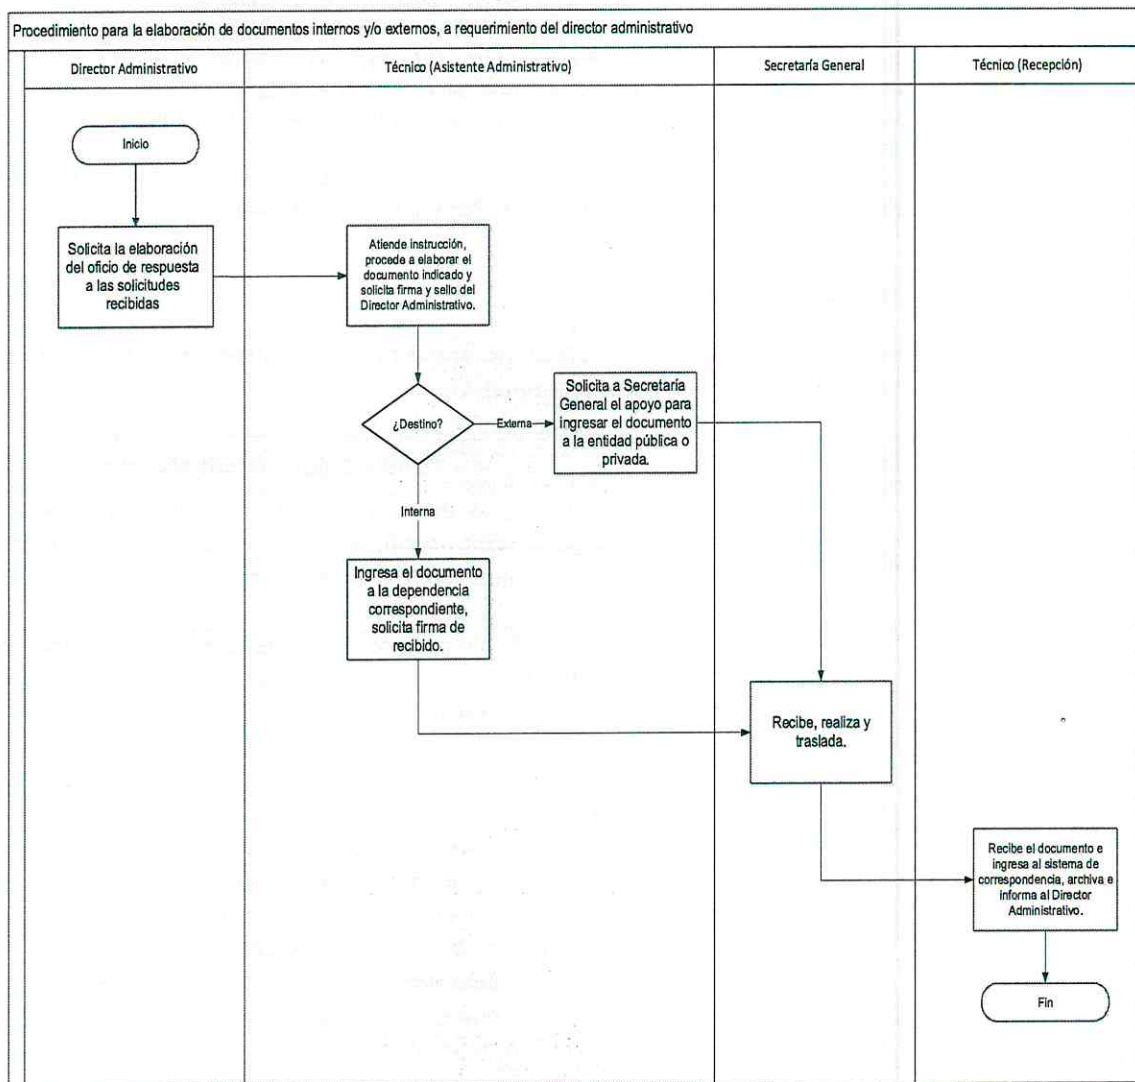 Procedimiento para la elaboración de documentos internos y/o externos, a requerimiento del director administrativo
Director Administrativo
Técnico (Asistente Administrativo)
Secretaría General
Técnico (Recepción)
Inicio
Solicita la elaboración
del oficio de respuesta
a las solicitudes
recibidas
Atiende instrucción,
procede a elaborar el
documento indicado y
solicita firma y sello del
Director Administrativo.
¿Destino?
Externa
Solicita a Secretaría
General el apoyo para
ingresar el documento
a la entidad pública o
privada.
Interna
Ingresa el documento
a la dependencia
correspondiente,
solicita firma de
recibido.
Recibe, realiza y
traslada.
Recibe el documento e
ingresa al sistema de
correspondencia, archiva e
informa al Director
Administrativo.
Fin